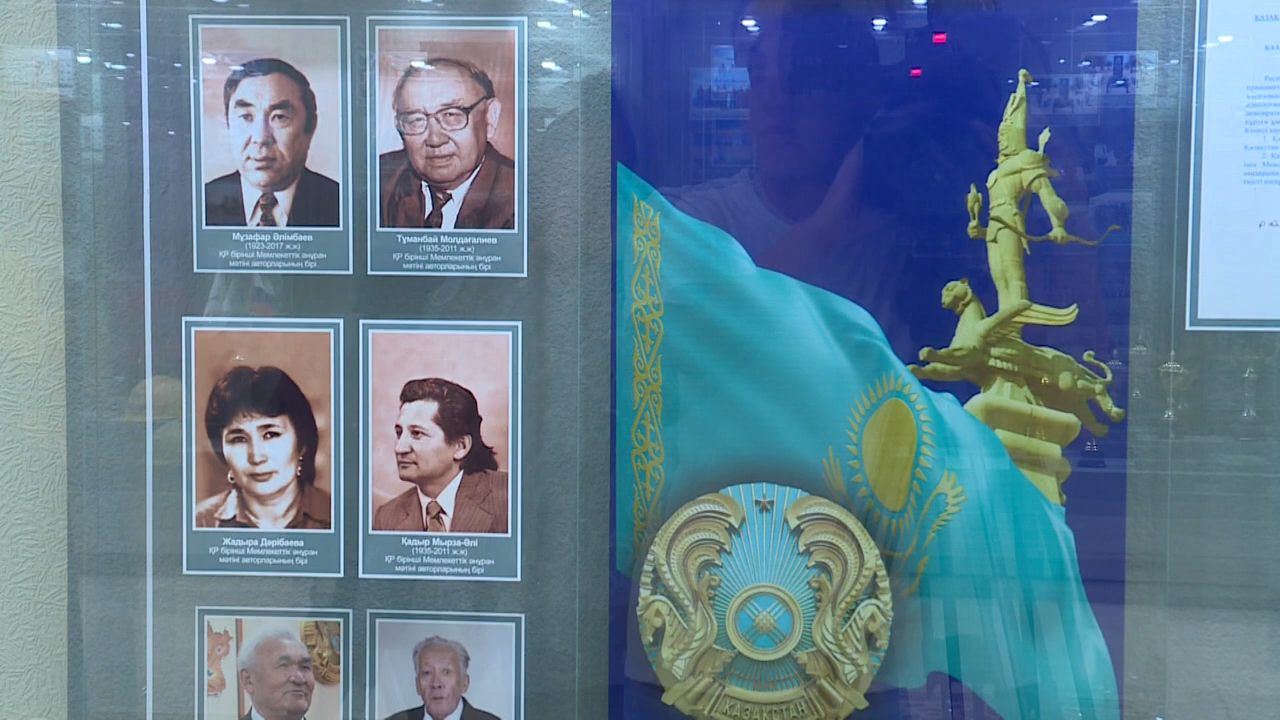 Мұзафар Әлімбаев
(1923-2017 ж.ж)
ҚР бірінші Мемлекеттік әнұран
мәтіні авторларының бірі
Тұманбай Молдағалиев
(1935-2011 ж.ж)
ҚР бірінші Мемлекеттік әнұран
мәтіні авторларының бірі
Жадыра Дәрібаева
ҚР бірінші Мемлекеттік әнұран
мәтіні авторларының бірі
Қадыр Мырза-Әлі
(1935-2011 ж.ж)
ҚР бірінші Мемлекеттік әнұран
мәтіні авторларының бірі
ҚАЗАҚСТАН